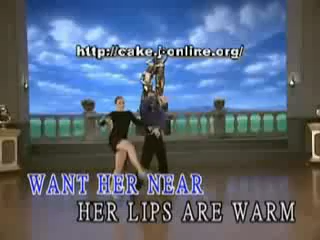 http://cake.i-online.org/
WANT HER NEAR
HER LIPS ARE WARM